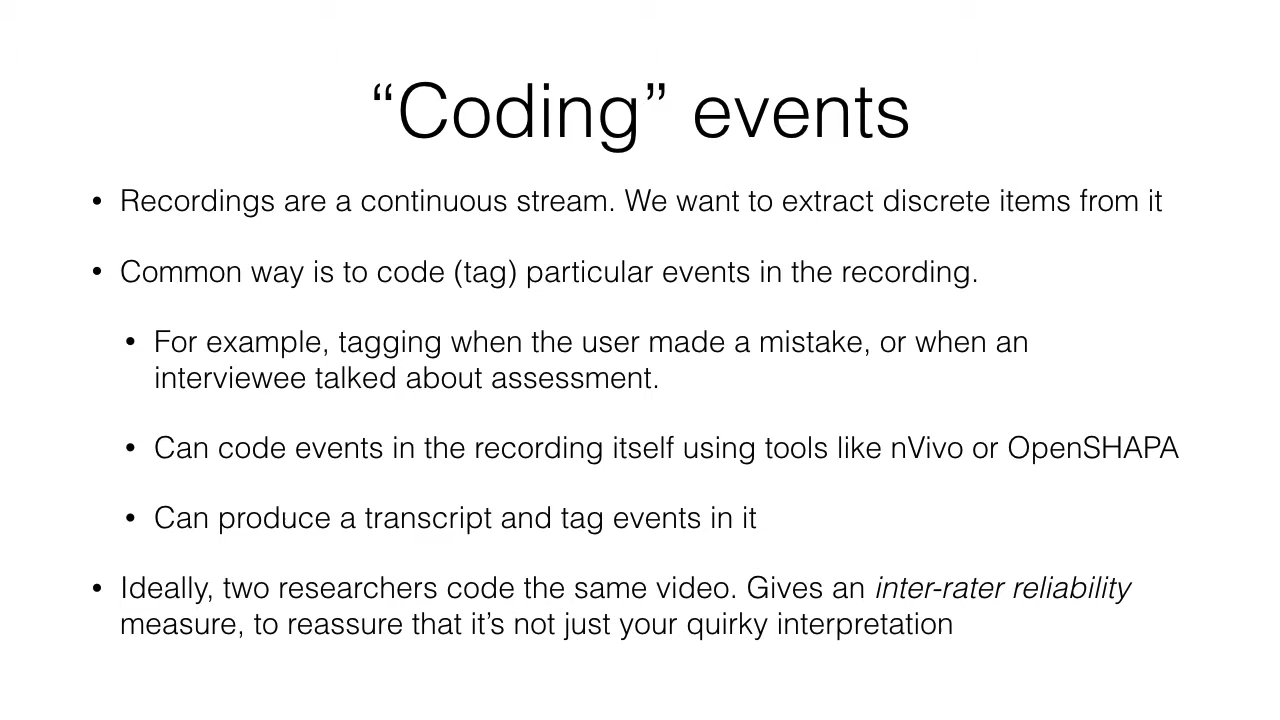 “Coding” events
• Recordings are a continuous stream. We want to extract discrete items from it
• Common way is to code (tag) particular events in the recording.
• For example, tagging when the user made a mistake, or when an
interviewee talked about assessment.
• Can code events in the recording itself using tools like nVivo or OpenSHAPA
• Can produce a transcript and tag events in it
• Ideally, two researchers code the same video. Gives an inter-rater reliability
measure, to reassure that it’s not just your quirky interpretation